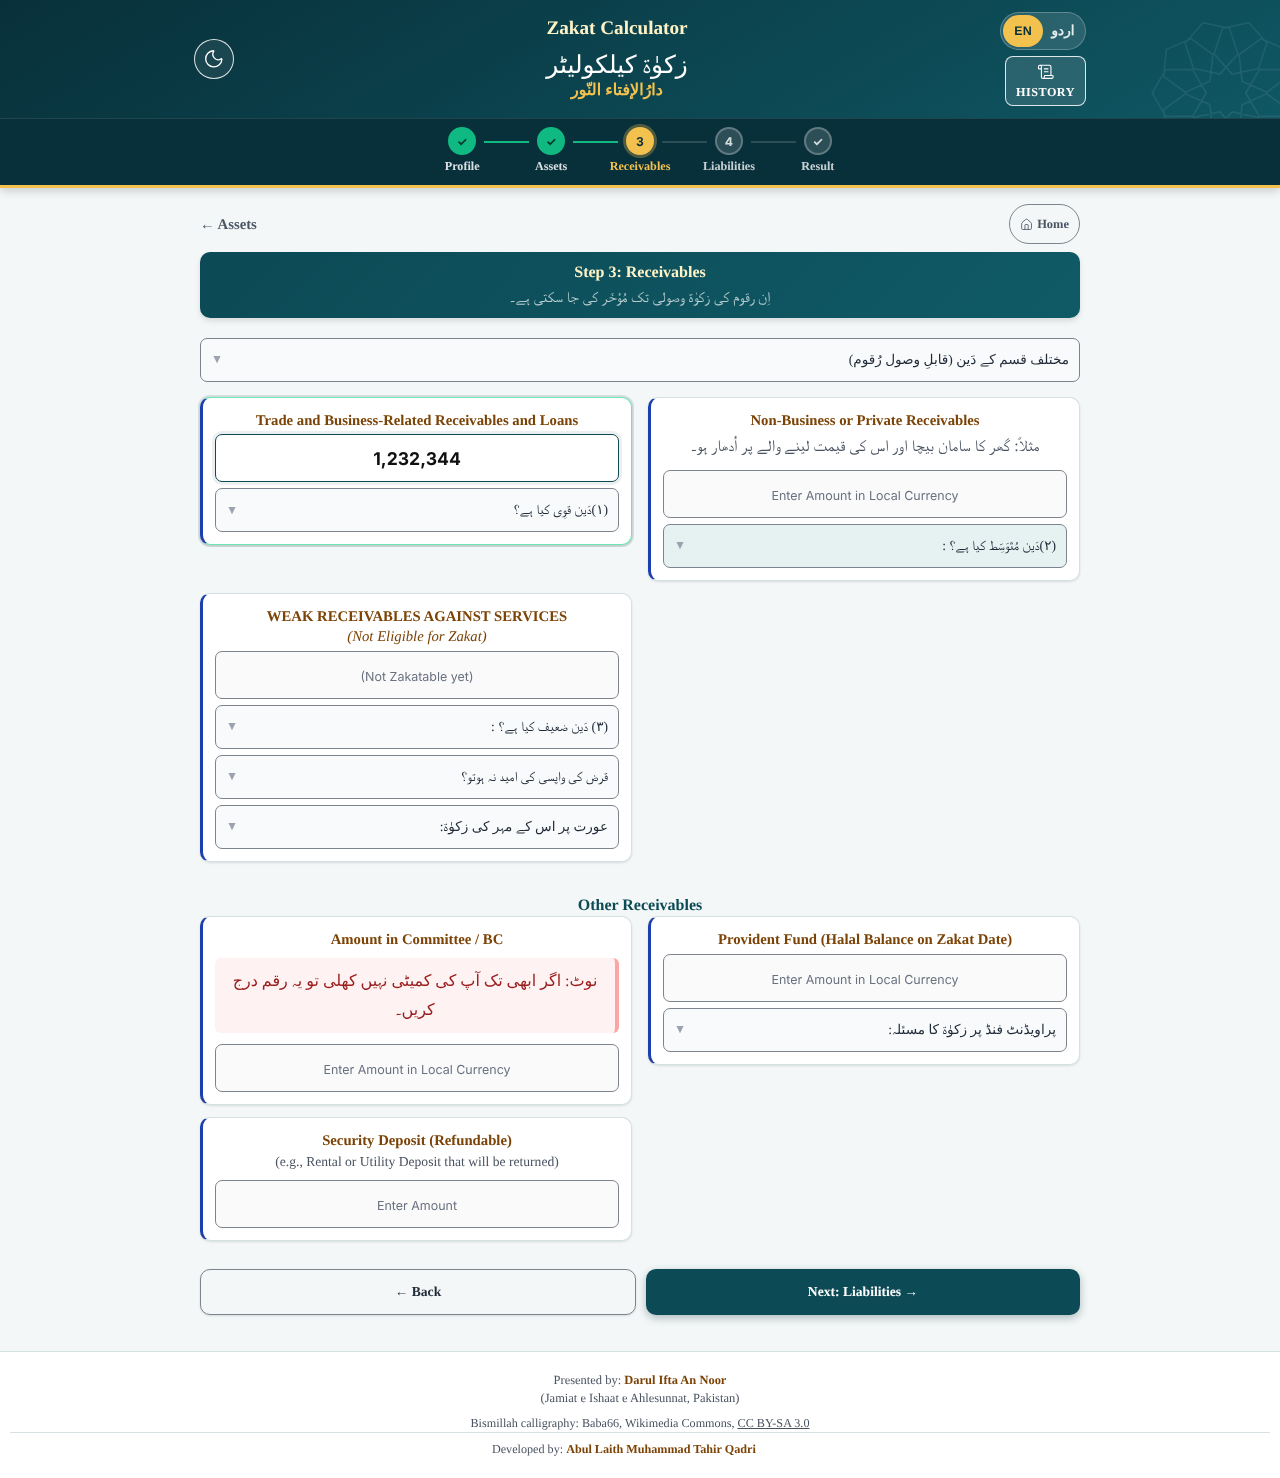 Zakat Calculator
زکوٰۃ کیلکولیٹر
دارُالإفتاء النّور
EN
اردو
HISTORY
Profile
Assets
3
Receivables
4
Liabilities
Result
← Assets
Home
Step 3: Receivables
اِن رقوم کی زکوٰۃ وصولی تک مُؤخّر کی جا سکتی ہے۔
مختلف قسم کے دَین (قابلِ وصول رُقوم)
Trade and Business-Related Receivables and Loans
1,232,344
(۱)دَین قوِی کیا ہے؟
Non-Business or Private Receivables
مثلاً: گھر کا سامان بیچا اور اس کی قیمت لینے والے پر اُدھار ہو۔
Enter Amount in Local Currency
(۲)دَین مُتَوَسِّط کیا ہے؟ :
WEAK RECEIVABLES AGAINST SERVICES
(Not Eligible for Zakat)
(Not Zakatable yet)
(۳) دَین ضعیف کیا ہے؟ :
قرض کی واپسی کی امید نہ ہوتو؟
عورت پر اس کے مہر کی زکوٰۃ:
Other Receivables
Amount in Committee / BC
نوٹ: اگر ابھی تک آپ کی کمیٹی نہیں کھلی تو یہ رقم درج
کریں۔
Enter Amount in Local Currency
Provident Fund (Halal Balance on Zakat Date)
Enter Amount in Local Currency
پراویڈنٹ فنڈ پر زکوٰۃ کا مسئلہ:
Security Deposit (Refundable)
(e.g., Rental or Utility Deposit that will be returned)
Enter Amount
← Back
Next: Liabilities →
Presented by: Darul Ifta An Noor
(Jamiat e Ishaat e Ahlesunnat, Pakistan)
Bismillah calligraphy: Baba66, Wikimedia Commons, CC BY-SA 3.0
Developed by: Abul Laith Muhammad Tahir Qadri